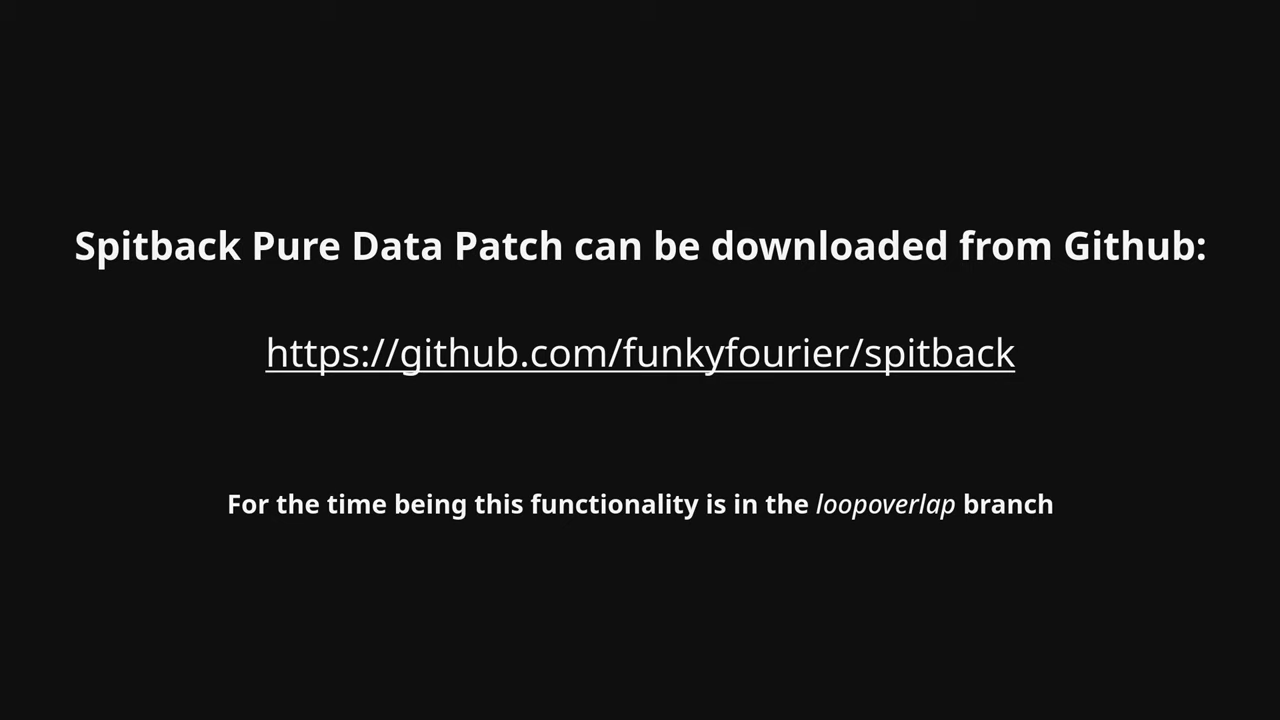 Spitback Pure Data Patch can be downloaded from Github:
https://github.com/funkyfourier/spitback
For the time being this functionality is in the loopoverlap branch